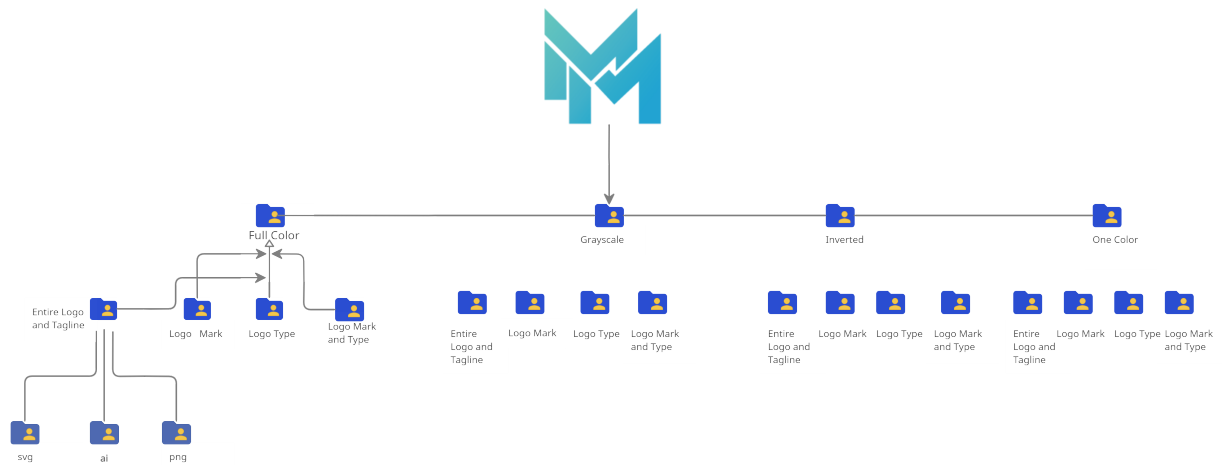 Full Color
Grayscale
Inverted
One Color
Entire Logo
and Tagline
Logo Mark
Logo Type
Logo Mark
and Type
Entire
Logo and
Tagline
Logo Mark
Logo Type
Logo Mark
and Type
Entire
Logo and
Tagline
Logo Mark
Logo Type
Logo Mark
and Type
Entire
Logo and
Tagline
Logo Mark
Logo Type
Logo Mark
and Type
svg
ai
png